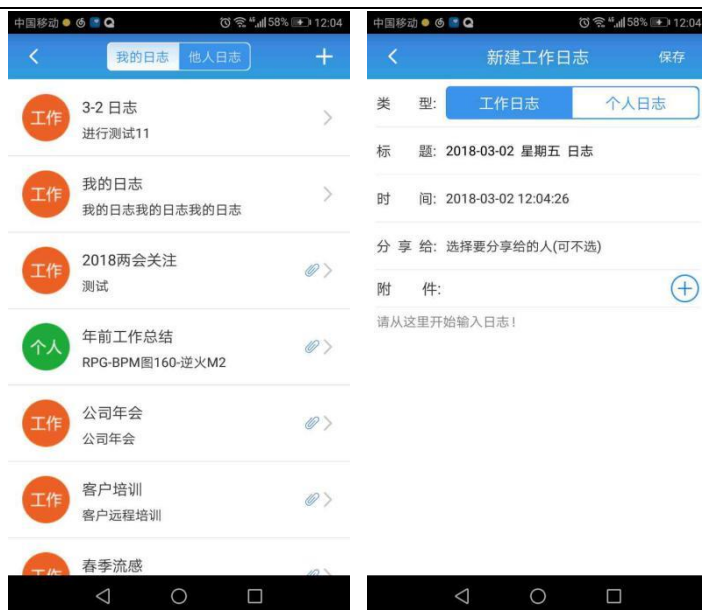 中国移动 58% 12:04
我的日志 他人日志
工作 3-2 日志
进行测试11
工作 我的日志
我的日志我的日志我的日志
工作 2018两会关注
测试
个人 年前工作总结
RPG-BPM图160-逆火M2
工作 公司年会
公司年会
工作 客户培训
客户远程培训
工作 春季流感
中国移动 58% 12:04
新建工作日志 保存
类 型: 工作日志 个人日志
标 题: 2018-03-02 星期五 日志
时 间: 2018-03-02 12:04:26
分 享 给: 选择要分享给的人(可不选)
附 件:
请从这里开始输入日志!